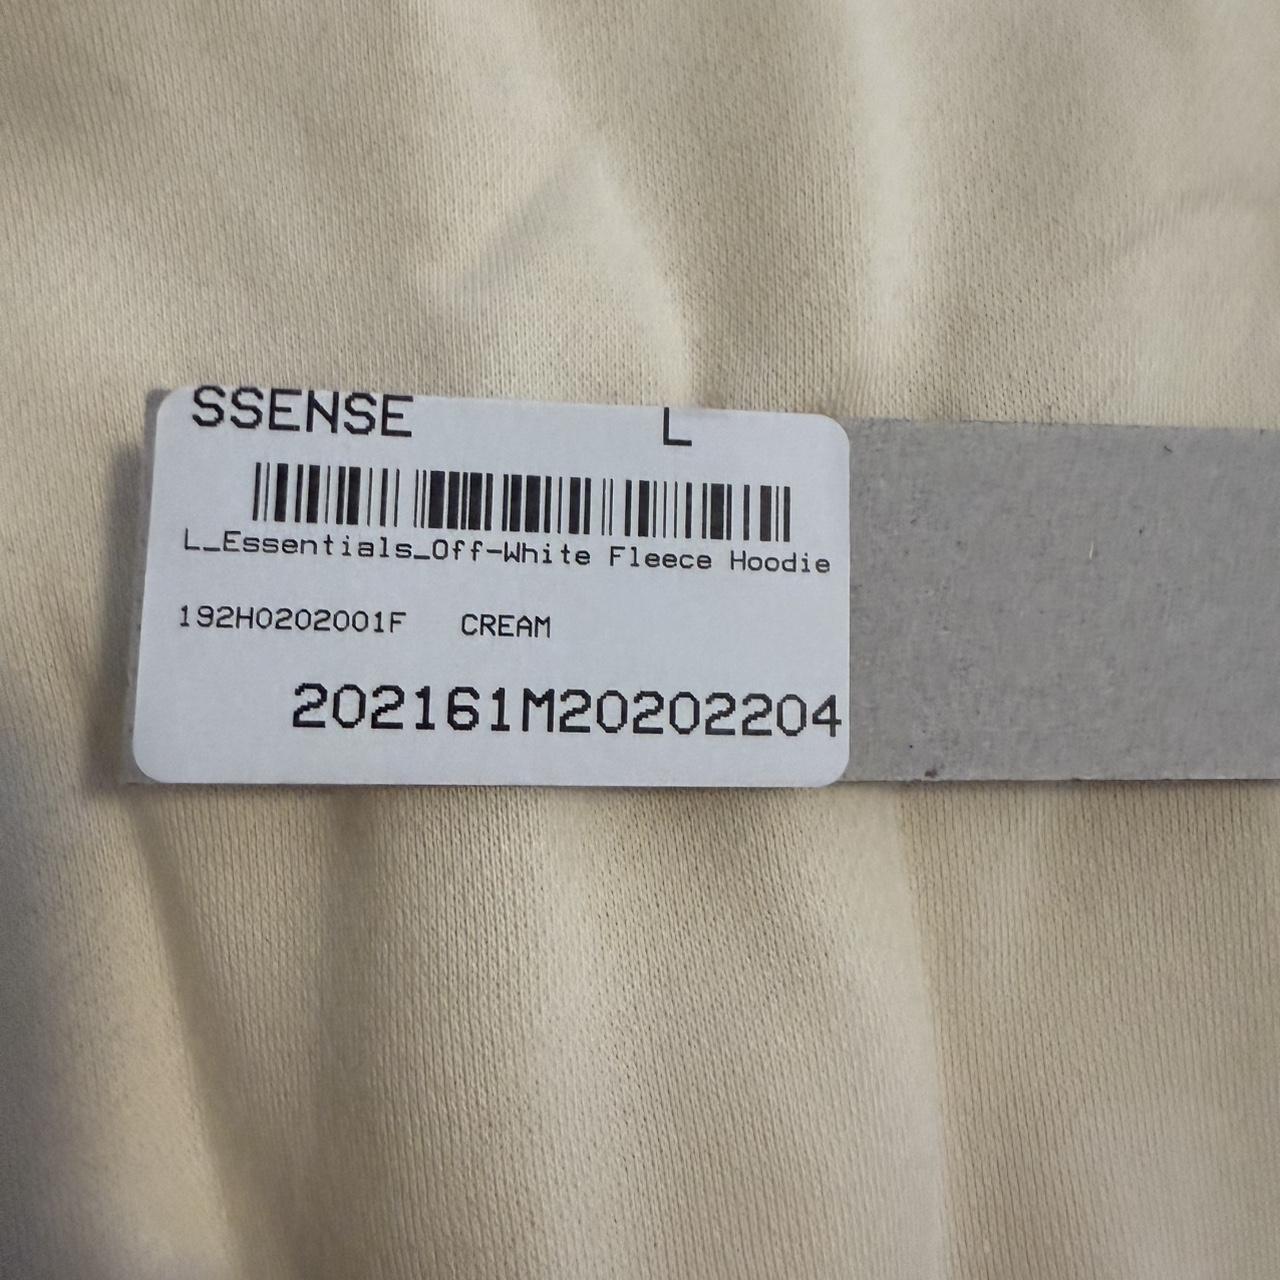 SSENSE L
L_Essentials_Off-White Fleece Hoodie
192H0202001F CREAM
202161M20202204